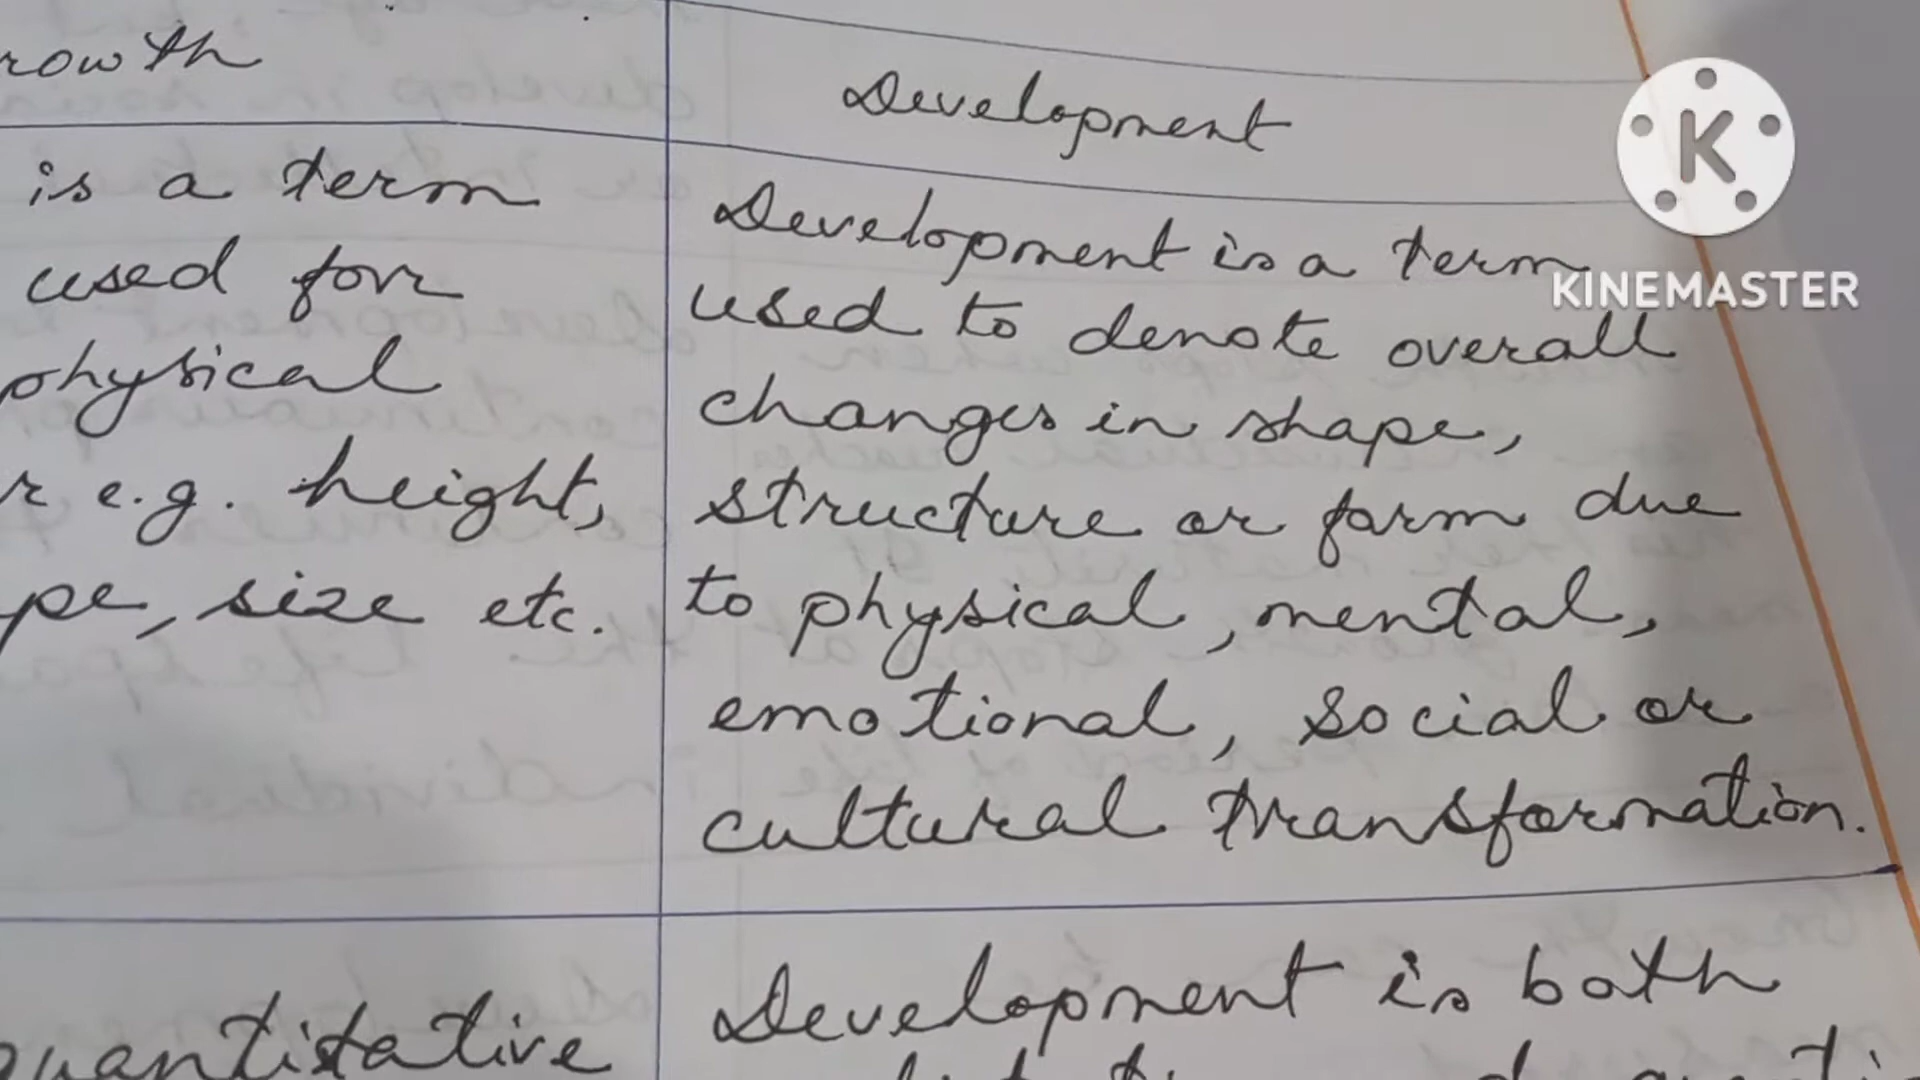 rowth
is a term
used for
physical
r e.g. height,
pe, size etc.
quantitative
Development
Development is a term
used to denote overall
changes in shape,
structure or form due
to physical, mental,
emotional, social or
cultural transformation.
Development is both
K
KINEMASTER